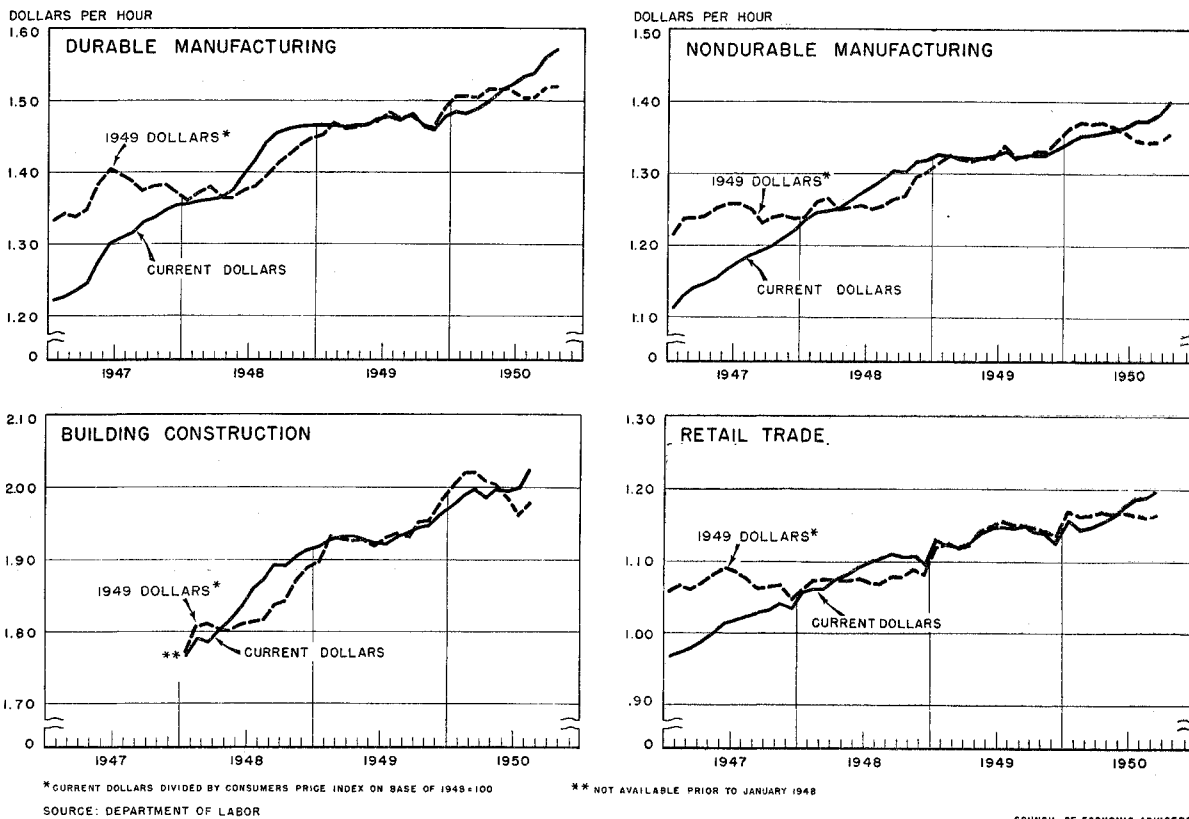 DOLLARS PER HOUR
1.60
DURABLE MANUFACTURING
1.50
1949 DOLLARS*
1.40
1.30
CURRENT DOLLARS
1.20
0
1947 1948 1949 1950
DOLLARS PER HOUR
1.50
NONDURABLE MANUFACTURING
1.40
1.30
1949 DOLLARS*
1.20
CURRENT DOLLARS
1.10
0
1947 1948 1949 1950
2.10
BUILDING CONSTRUCTION
2.00
1.90
1949 DOLLARS*
1.80
** CURRENT DOLLARS
1.70
0
1947 1948 1949 1950
1.30
RETAIL TRADE
1.20
1949 DOLLARS*
1.10
CURRENT DOLLARS
1.00
.90
0
1947 1948 1949 1950
*CURRENT DOLLARS DIVIDED BY CONSUMERS PRICE INDEX ON BASE OF 1949=100
** NOT AVAILABLE PRIOR TO JANUARY 1948
SOURCE: DEPARTMENT OF LABOR
COUNCIL OF ECONOMIC ADVISERS